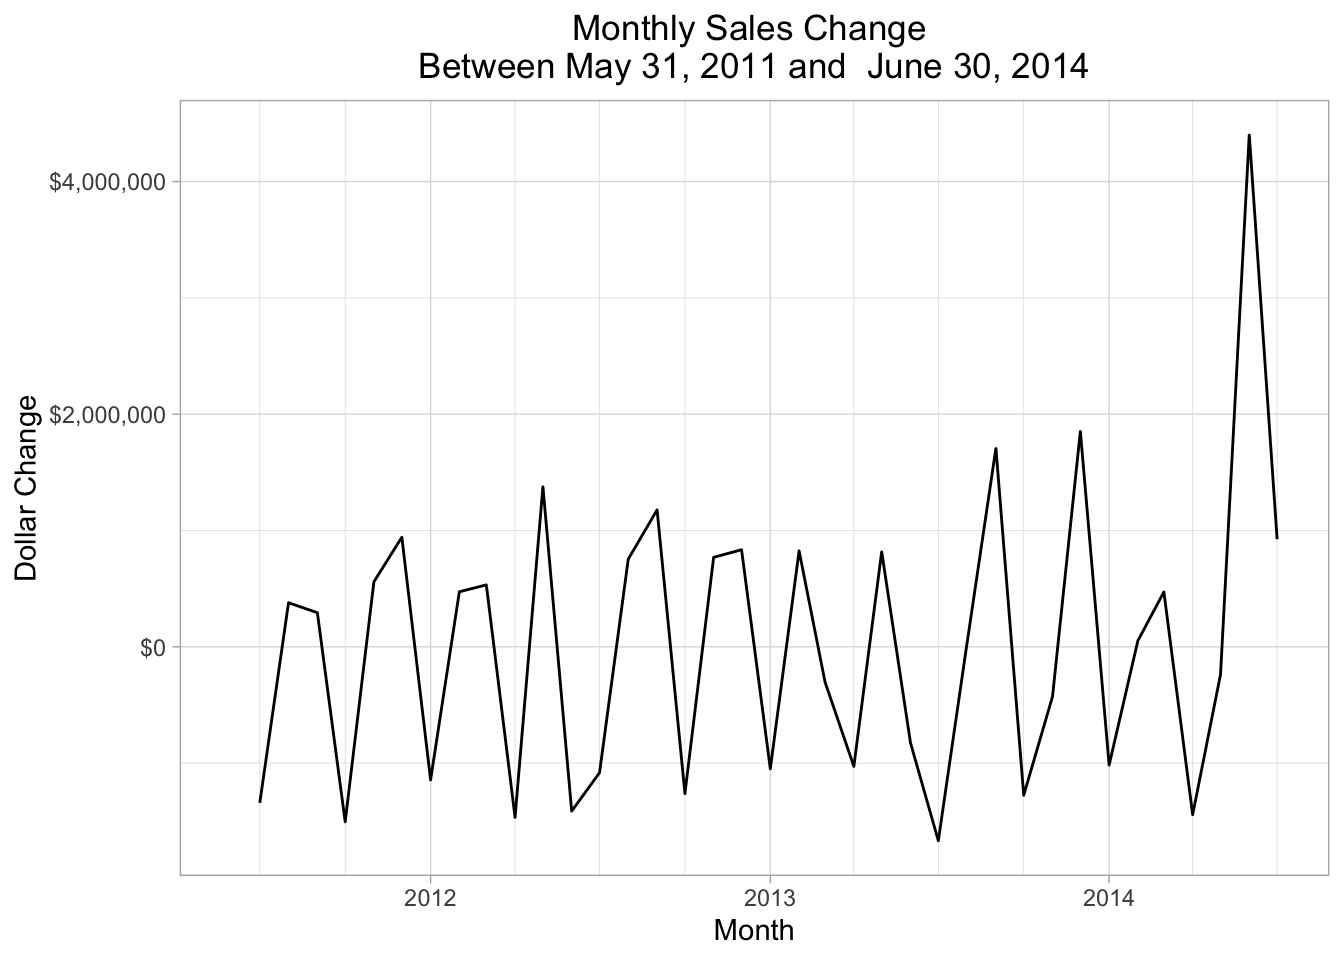 Monthly Sales Change
Between May 31, 2011 and  June 30, 2014
$4,000,000
$2,000,000
$0
Dollar Change
2012 2013 2014
Month